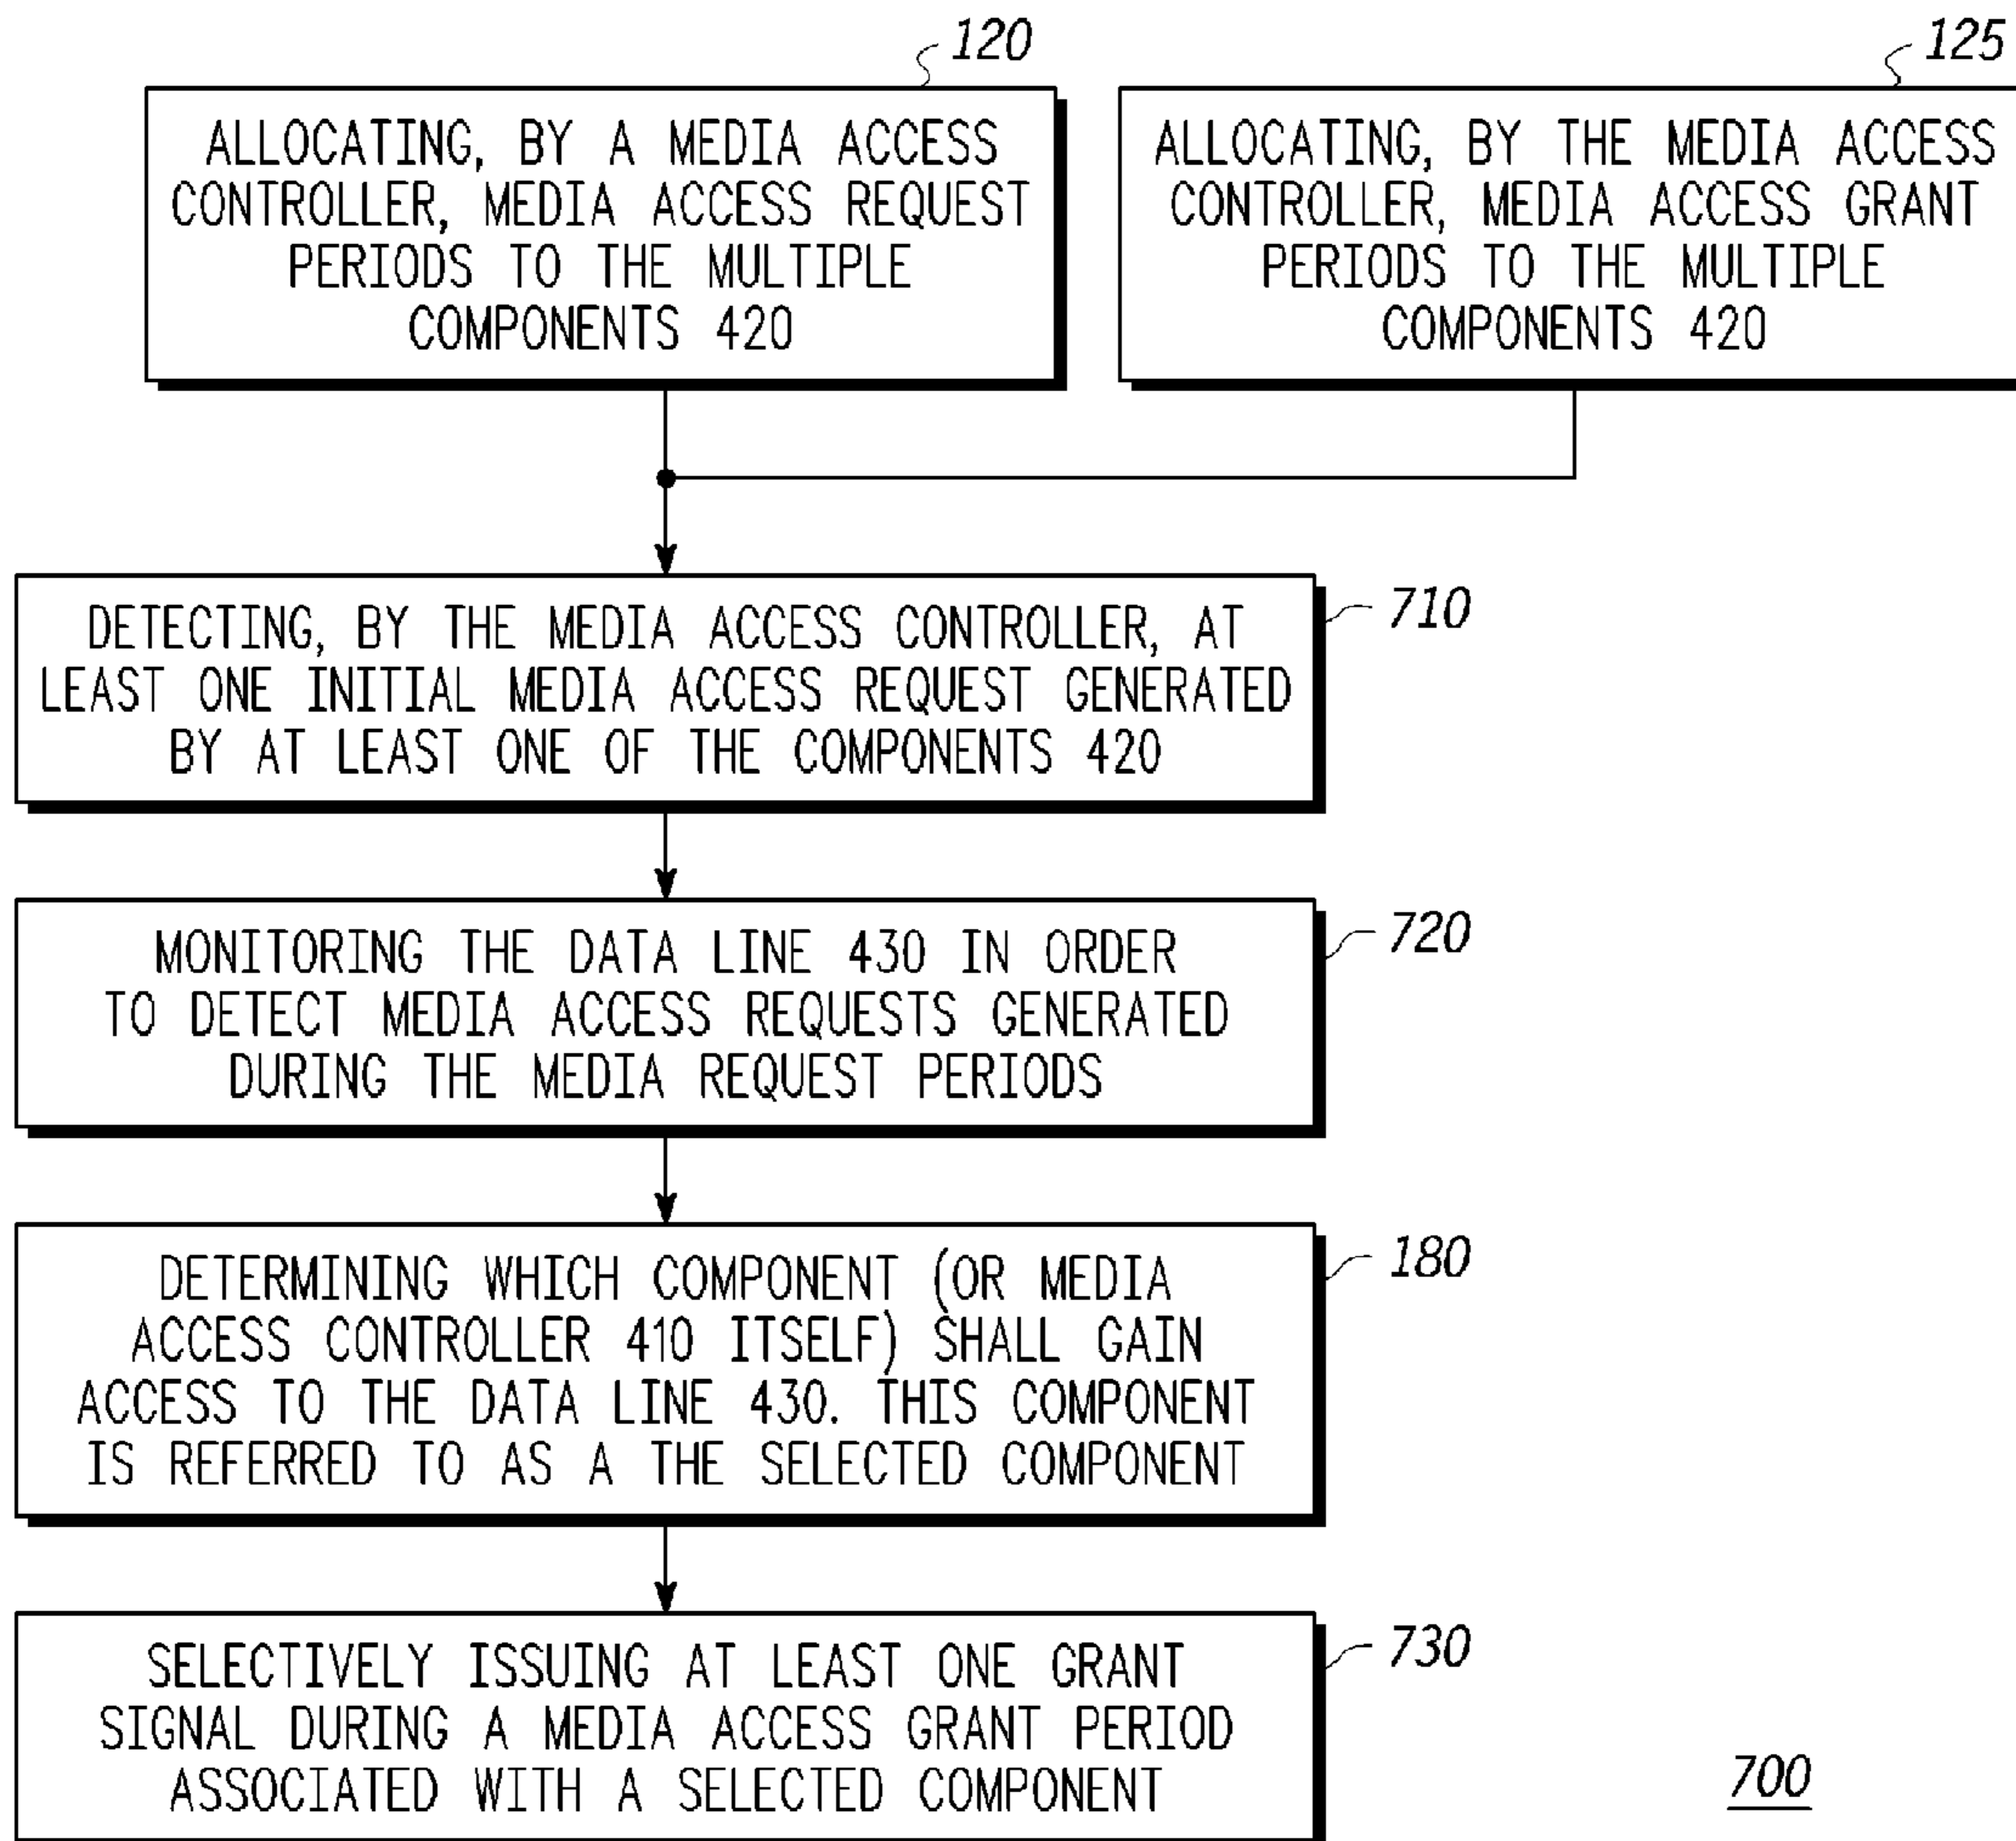 120
ALLOCATING, BY A MEDIA ACCESS
CONTROLLER, MEDIA ACCESS REQUEST
PERIODS TO THE MULTIPLE
COMPONENTS 420
125
ALLOCATING, BY THE MEDIA ACCESS
CONTROLLER, MEDIA ACCESS GRANT
PERIODS TO THE MULTIPLE
COMPONENTS 420
710
DETECTING, BY THE MEDIA ACCESS CONTROLLER, AT
LEAST ONE INITIAL MEDIA ACCESS REQUEST GENERATED
BY AT LEAST ONE OF THE COMPONENTS 420
720
MONITORING THE DATA LINE 430 IN ORDER
TO DETECT MEDIA ACCESS REQUESTS GENERATED
DURING THE MEDIA REQUEST PERIODS
180
DETERMINING WHICH COMPONENT (OR MEDIA
ACCESS CONTROLLER 410 ITSELF) SHALL GAIN
ACCESS TO THE DATA LINE 430. THIS COMPONENT
IS REFERRED TO AS A THE SELECTED COMPONENT
730
SELECTIVELY ISSUING AT LEAST ONE GRANT
SIGNAL DURING A MEDIA ACCESS GRANT PERIOD
ASSOCIATED WITH A SELECTED COMPONENT
700